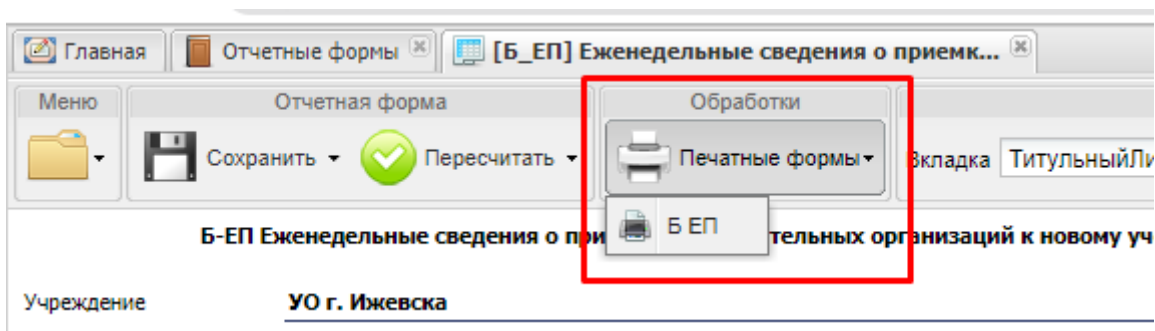 Главная Отчетные формы [Б_ЕП] Еженедельные сведения о приемк...
Меню Отчетная форма Обработки
Сохранить Пересчитать Печатные формы Вкладка ТитульныйЛи
Б ЕП
Б-ЕП Еженедельные сведения о при тельных организаций к новому уч
Учреждение УО г. Ижевска